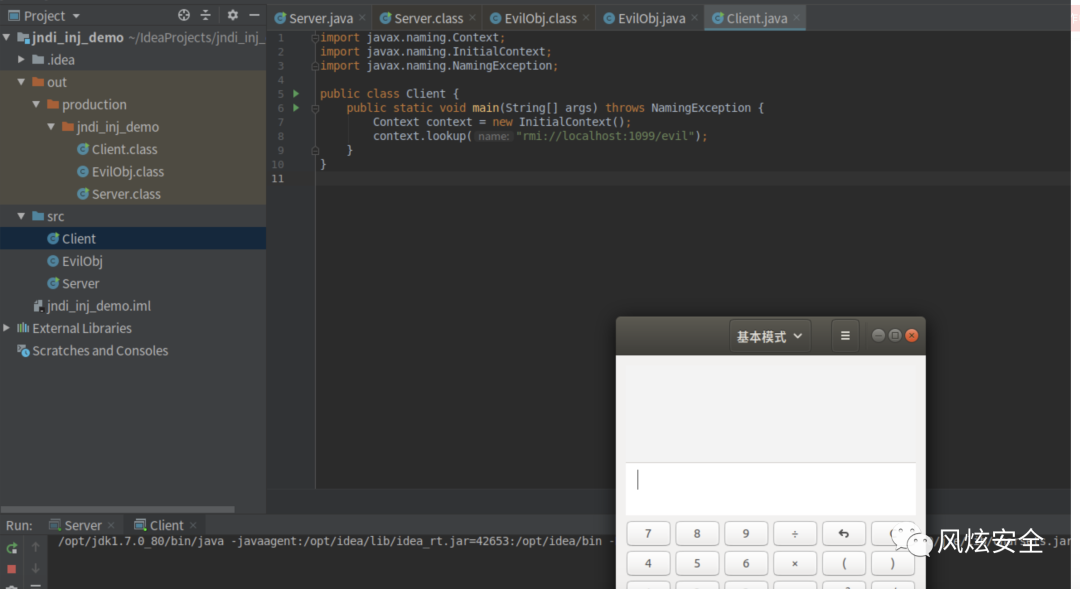 Project
jndi_inj_demo ~/IdeaProjects/jndi_inj_
.idea
out
production
jndi_inj_demo
Client.class
EvilObj.class
Server.class
src
Client
EvilObj
Server
jndi_inj_demo.iml
External Libraries
Scratches and Consoles
Server.java × Server.class × EvilObj.class × EvilObj.java × Client.java ×
1 import javax.naming.Context;
2 import javax.naming.InitialContext;
3 import javax.naming.NamingException;
4
5 public class Client {
6 public static void main(String[] args) throws NamingException {
7 Context context = new InitialContext();
8 context.lookup( name: "rmi://localhost:1099/evil");
9 }
10 }
11
基本模式
7 8 9 ÷
4 5 6 × ( )
Run: Server × Client ×
/opt/jdk1.7.0_80/bin/java -javaagent:/opt/idea/lib/idea_rt.jar=42653:/opt/idea/bin -
风炫安全